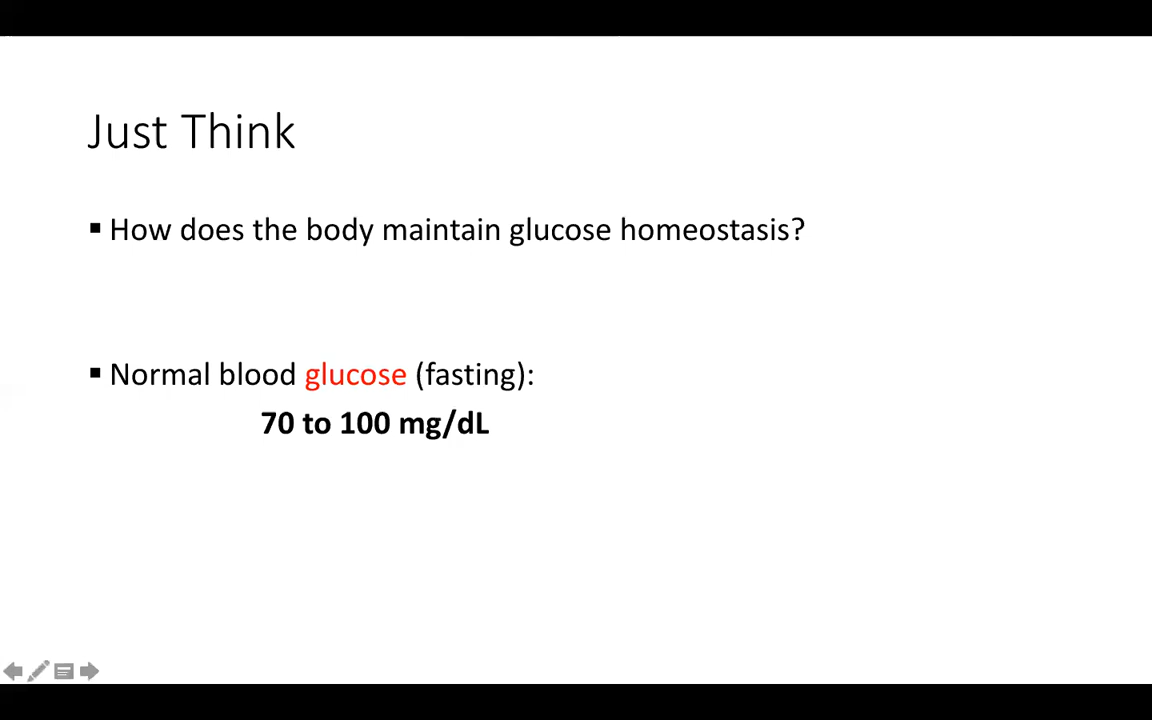 Just Think
▪ How does the body maintain glucose homeostasis?
▪ Normal blood glucose (fasting):
70 to 100 mg/dL